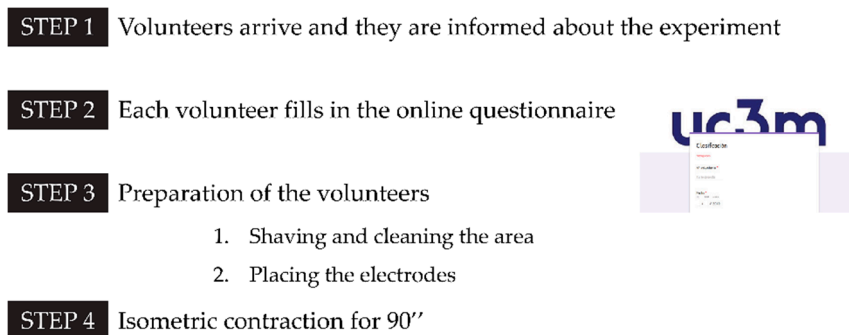 STEP 1 Volunteers arrive and they are informed about the experiment
STEP 2 Each volunteer fills in the online questionnaire
uc3m
Clasificación
STEP 3 Preparation of the volunteers
1. Shaving and cleaning the area
2. Placing the electrodes
STEP 4 Isometric contraction for 90’’